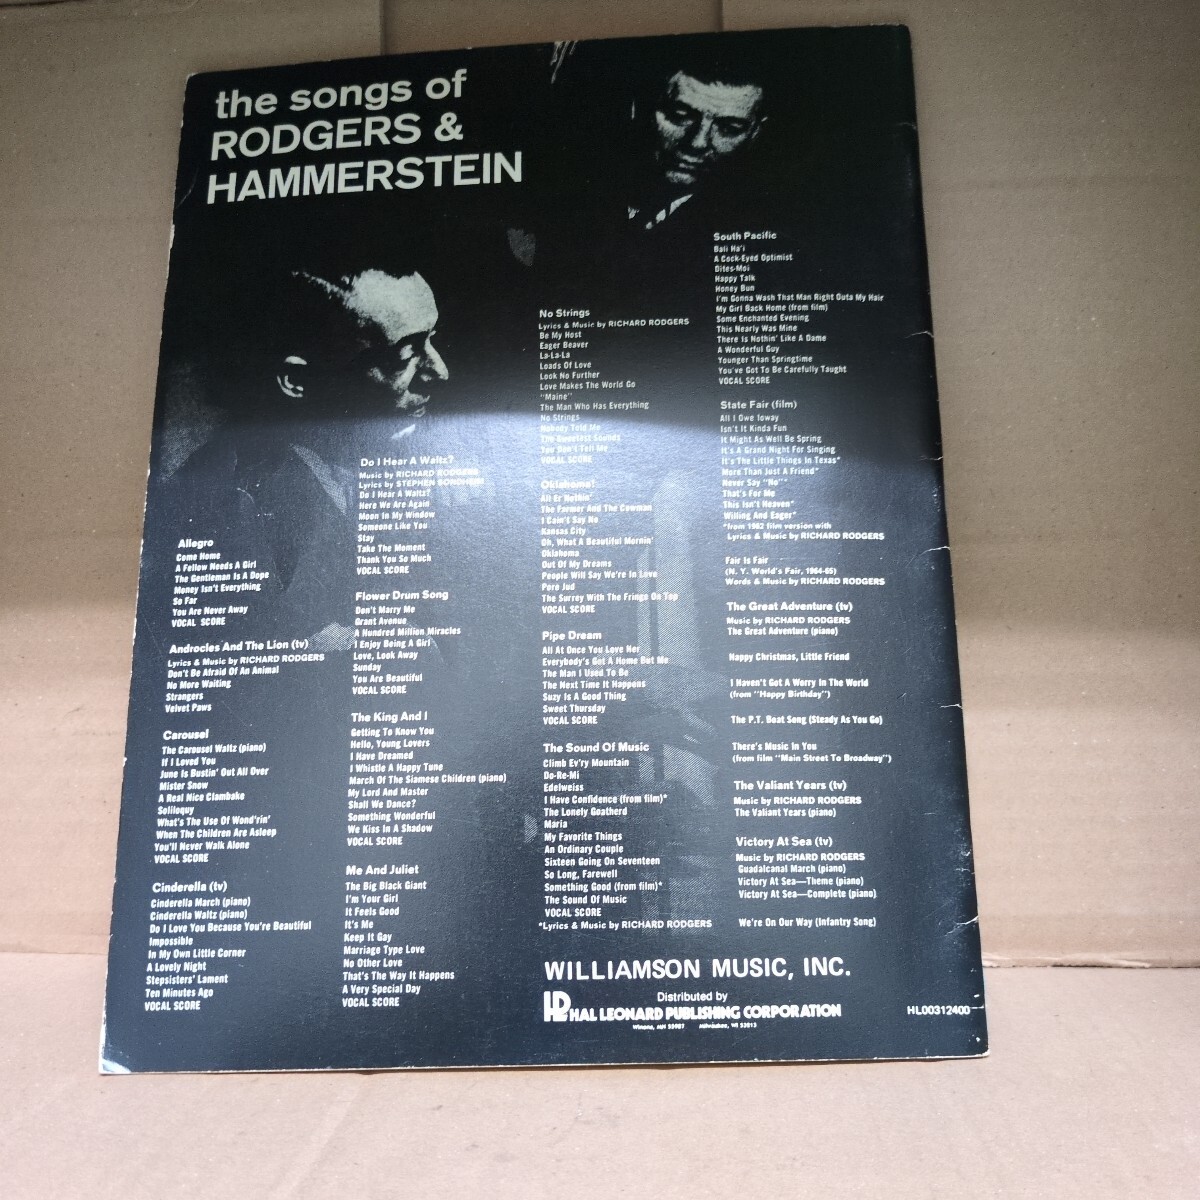 the songs of
RODGERS &
HAMMERSTEIN
Allegro
Come Home
A Fellow Needs A Girl
The Gentleman Is A Dope
Money Isn't Everything
So Far
You Are Never Away
VOCAL SCORE
Androcles And The Lion (tv)
Lyrics & Music by RICHARD RODGERS
Don't Be Afraid Of An Animal
No More Waiting
Strangers
Velvet Paws
Carousel
The Carousel Waltz (piano)
If I Loved You
June Is Bustin' Out All Over
Mister Snow
A Real Nice Clambake
Soliloquy
What's The Use Of Wond'rin'
When The Children Are Asleep
You'll Never Walk Alone
VOCAL SCORE
Cinderella (tv)
Cinderella March (piano)
Cinderella Waltz (piano)
Do I Love You Because You're Beautiful
Impossible
In My Own Little Corner
A Lovely Night
Stepsisters' Lament
Ten Minutes Ago
VOCAL SCORE
Do I Hear A Waltz?
Music by RICHARD RODGERS
Lyrics by STEPHEN SONDHEIM
Do I Hear A Waltz?
Here We Are Again
Moon In My Window
Someone Like You
Stay
Take The Moment
Thank You So Much
VOCAL SCORE
Flower Drum Song
Don't Marry Me
Grant Avenue
A Hundred Million Miracles
I Enjoy Being A Girl
Love, Look Away
Sunday
You Are Beautiful
VOCAL SCORE
The King And I
Getting To Know You
Hello, Young Lovers
I Have Dreamed
I Whistle A Happy Tune
March Of The Siamese Children (piano)
My Lord And Master
Shall We Dance?
Something Wonderful
We Kiss In A Shadow
VOCAL SCORE
Me And Juliet
The Big Black Giant
I'm Your Girl
It Feels Good
It's Me
Keep It Gay
Marriage Type Love
No Other Love
That's The Way It Happens
A Very Special Day
VOCAL SCORE
No Strings
Lyrics & Music by RICHARD RODGERS
Be My Host
Eager Beaver
La-La-La
Loads Of Love
Look No Further
Love Makes The World Go
"Maine"
The Man Who Has Everything
No Strings
Nobody Told Me
The Sweetest Sounds
You Don't Tell Me
VOCAL SCORE
Oklahoma!
All Er Nothin'
The Farmer And The Cowman
I Cain't Say No
Kansas City
Oh, What A Beautiful Mornin'
Oklahoma
Out Of My Dreams
People Will Say We're In Love
Pore Jud
The Surrey With The Fringe On Top
VOCAL SCORE
Pipe Dream
All At Once You Love Her
Everybody's Got A Home But Me
The Man I Used To Be
The Next Time It Happens
Suzy Is A Good Thing
Sweet Thursday
VOCAL SCORE
The Sound Of Music
Climb Ev'ry Mountain
Do-Re-Mi
Edelweiss
I Have Confidence (from film)*
The Lonely Goatherd
Maria
My Favorite Things
An Ordinary Couple
Sixteen Going On Seventeen
So Long, Farewell
Something Good (from film)*
The Sound Of Music
VOCAL SCORE
*Lyrics & Music by RICHARD RODGERS
South Pacific
Bali Ha'i
A Cock-Eyed Optimist
Dites-Moi
Happy Talk
Honey Bun
I'm Gonna Wash That Man Right Outa My Hair
My Girl Back Home (from film)
Some Enchanted Evening
This Nearly Was Mine
There Is Nothin' Like A Dame
A Wonderful Guy
Younger Than Springtime
You've Got To Be Carefully Taught
VOCAL SCORE
State Fair (film)
All I Owe Ioway
Isn't It Kinda Fun
It Might As Well Be Spring
It's A Grand Night For Singing
It's The Little Things In Texas*
More Than Just A Friend*
Never Say "No"*
That's For Me
This Isn't Heaven*
Willing And Eager*
*from 1962 film version with
Lyrics & Music by RICHARD RODGERS
Fair Is Fair
(N. Y. World's Fair, 1964-65)
Words & Music by RICHARD RODGERS
The Great Adventure (tv)
Music by RICHARD RODGERS
The Great Adventure (piano)
Happy Christmas, Little Friend
I Haven't Got A Worry In The World
(from "Happy Birthday")
The P.T. Boat Song (Steady As You Go)
There's Music In You
(from film "Main Street To Broadway")
The Valiant Years (tv)
Music by RICHARD RODGERS
The Valiant Years (piano)
Victory At Sea (tv)
Music by RICHARD RODGERS
Guadalcanal March (piano)
Victory At Sea—Theme (piano)
Victory At Sea—Complete (piano)
We're On Our Way (Infantry Song)
WILLIAMSON MUSIC, INC.
Distributed by
HL HAL LEONARD PUBLISHING CORPORATION
Winona, MN 55987 Milwaukee, WI 53213
HL00312400